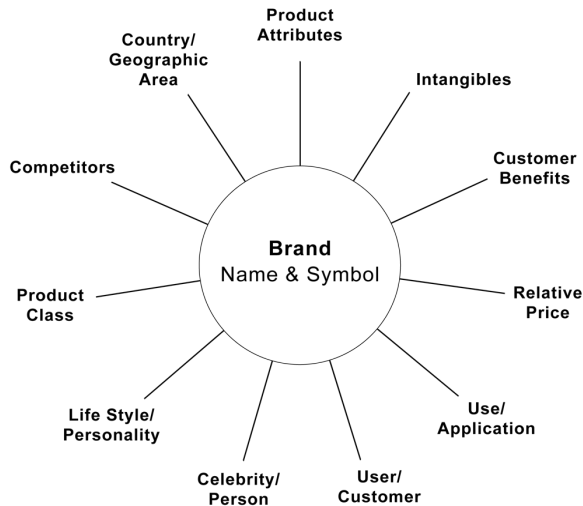 Product
Attributes
Intangibles
Customer
Benefits
Relative
Price
Use/
Application
User/
Customer
Celebrity/
Person
Life Style/
Personality
Product
Class
Competitors
Country/
Geographic
Area
Brand
Name & Symbol